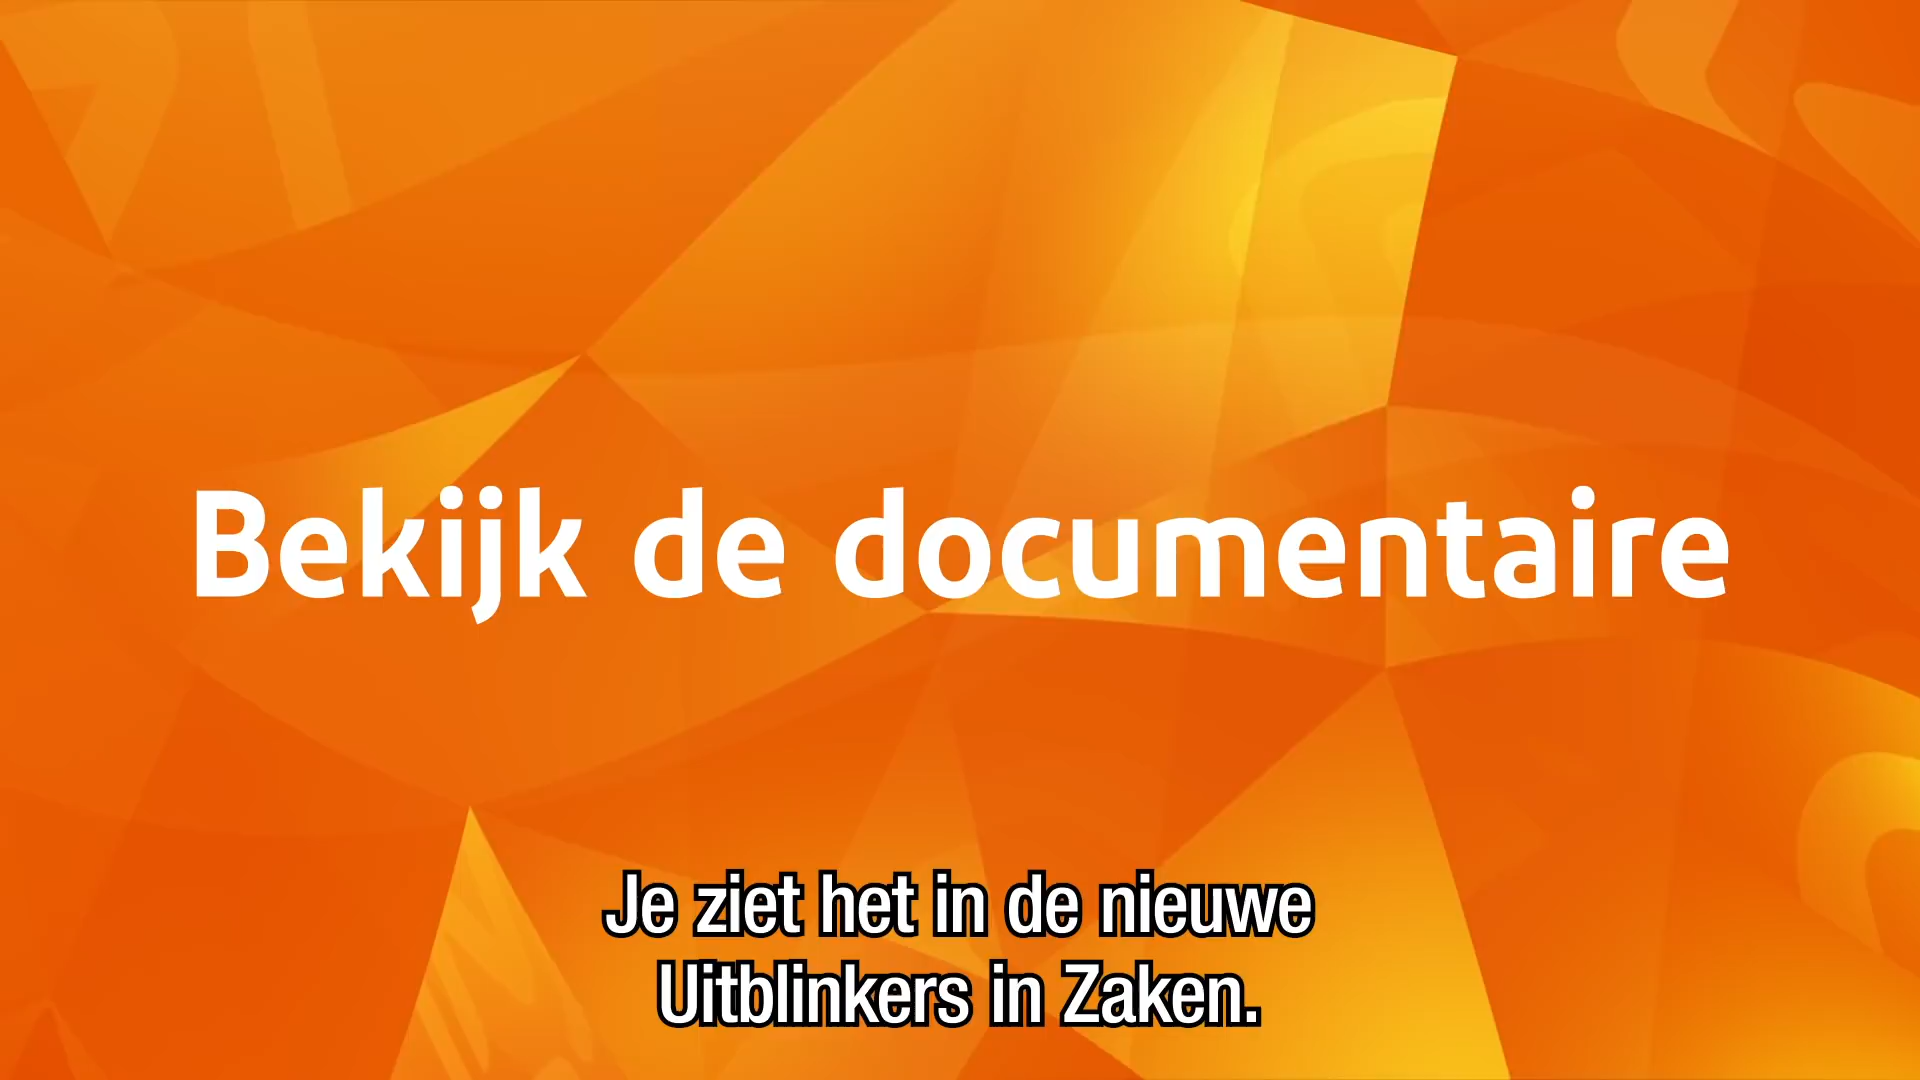 Bekijk de documentaire
Je ziet het in de nieuwe
Uitblinkers in Zaken.